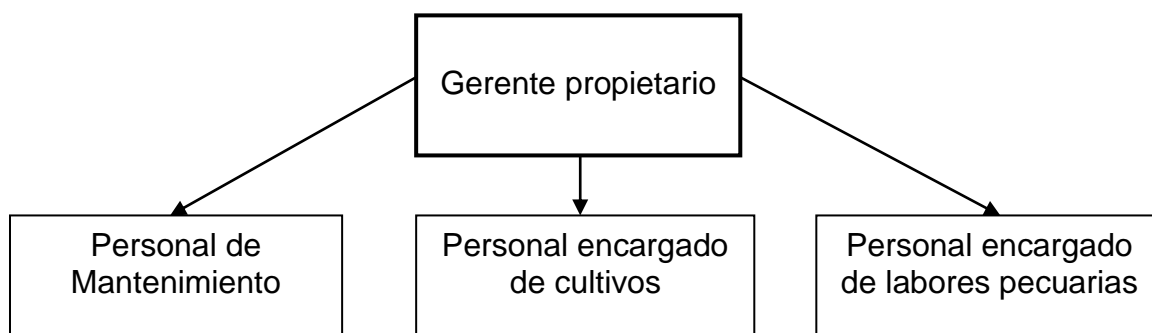 Gerente propietario
Personal de
Mantenimiento
Personal encargado
de cultivos
Personal encargado
de labores pecuarias